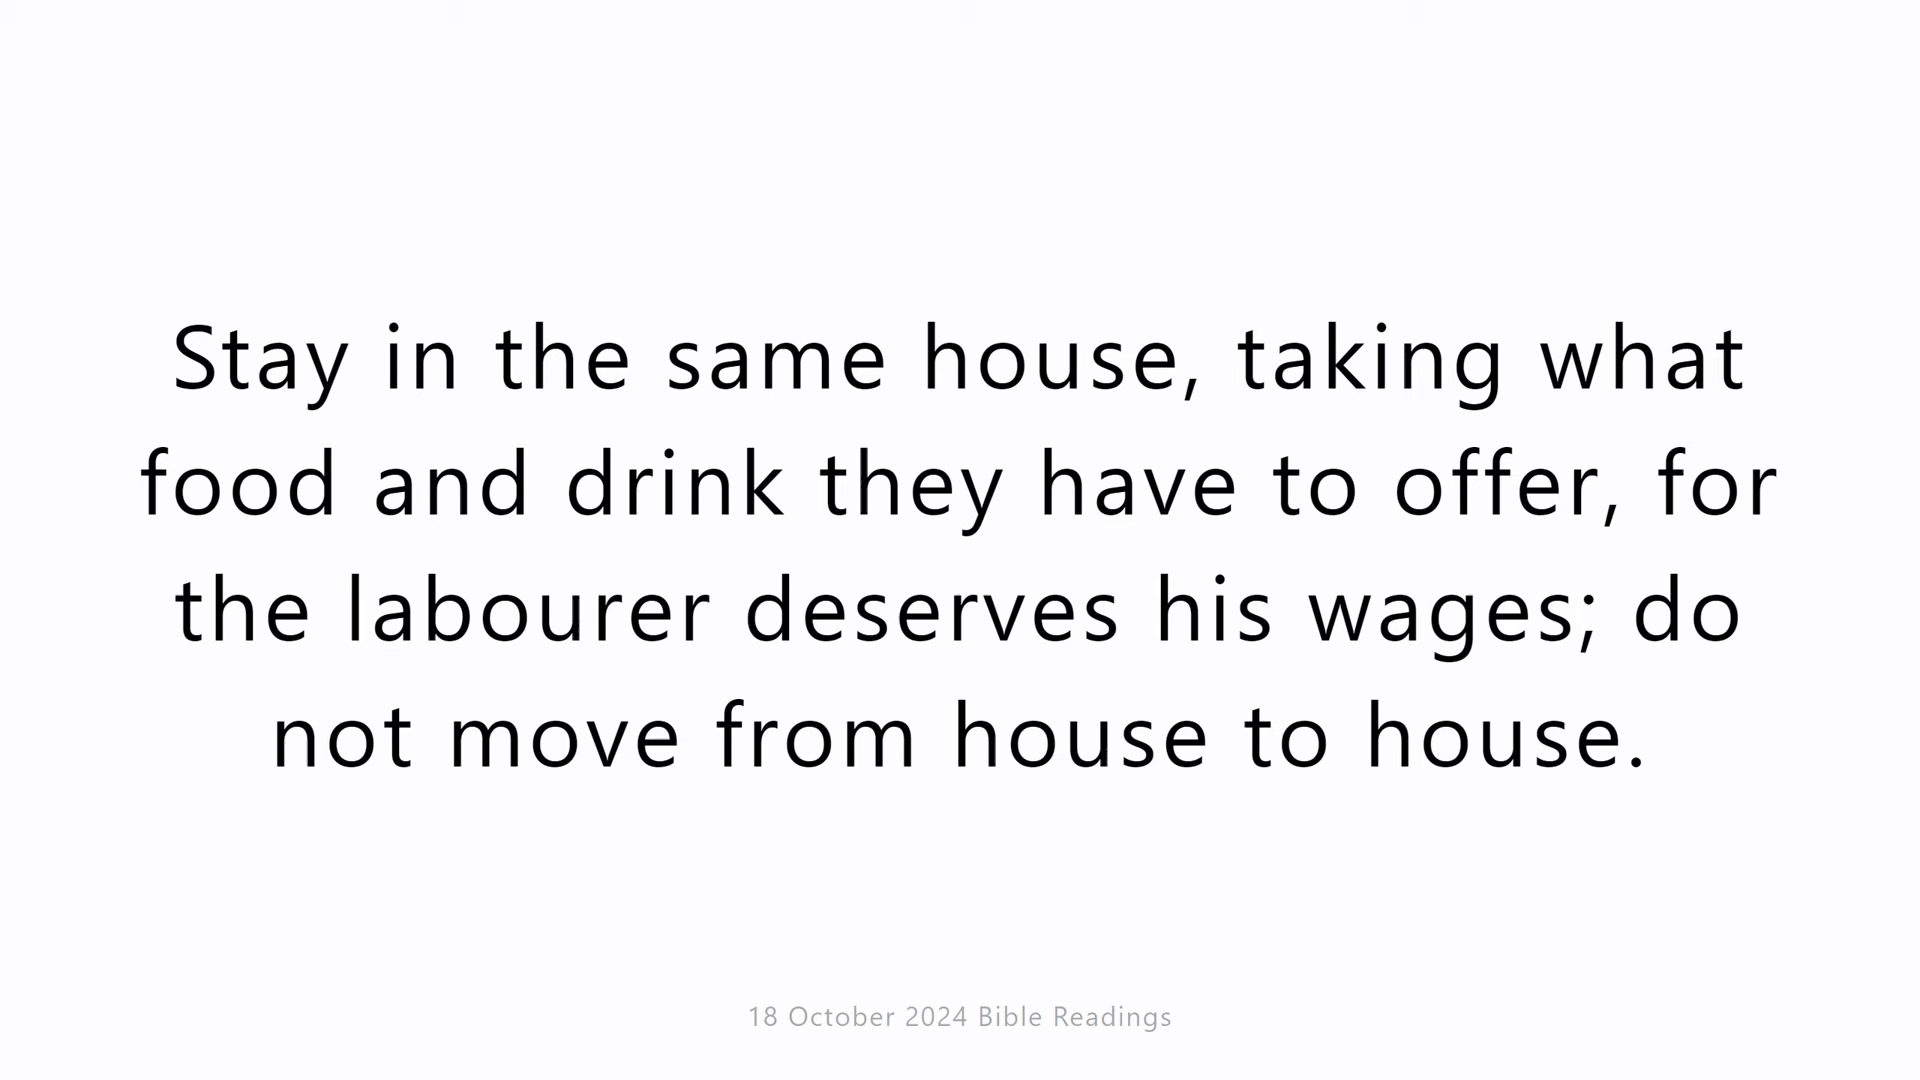 Stay in the same house, taking what
food and drink they have to offer, for
the labourer deserves his wages; do
not move from house to house.
18 October 2024 Bible Readings